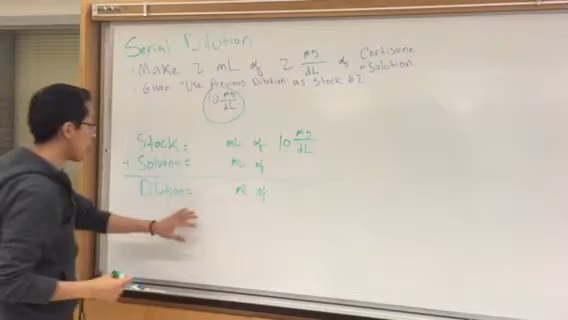 Serial Dilution
· Make 2 mL of 2 mg/dL of Cortisone Solution
· Given "Use Previous Dilution as Stock #2
10 mg/dL
Stock = mL of 10 mg/dL
+ Solvent = mL of
Dilution = mL of